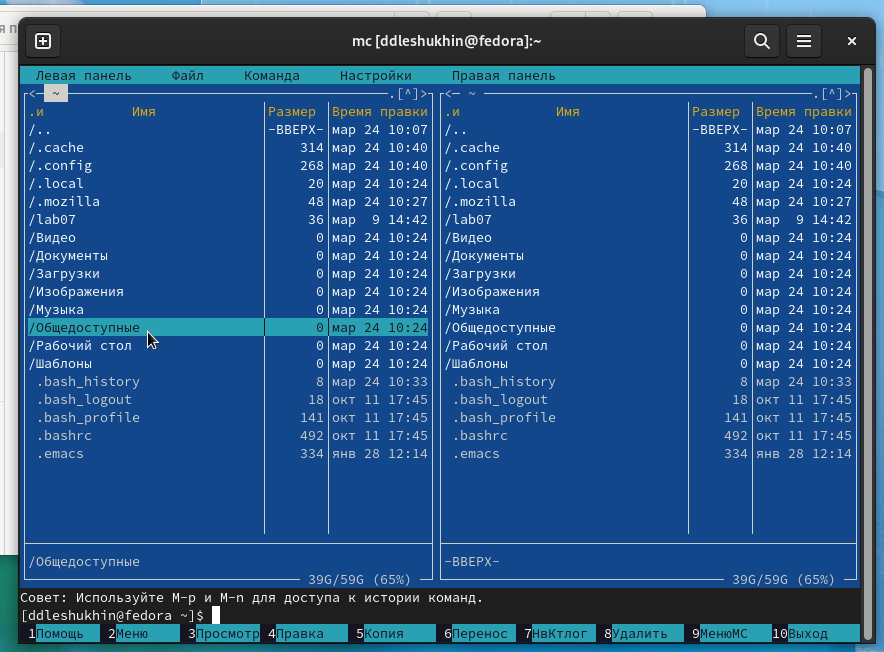 mc [ddleshukhin@fedora]:~
Левая панель Файл Команда Настройки Правая панель
<─ ~ .[^]> <─ ~ .[^]>
.и Имя Размер Время правки .и Имя Размер Время правки
/.. -ВВЕРХ- мар 24 10:07 /.. -ВВЕРХ- мар 24 10:07
/.cache 314 мар 24 10:40 /.cache 314 мар 24 10:40
/.config 268 мар 24 10:40 /.config 268 мар 24 10:40
/.local 20 мар 24 10:24 /.local 20 мар 24 10:24
/.mozilla 48 мар 24 10:27 /.mozilla 48 мар 24 10:27
/lab07 36 мар 9 14:42 /lab07 36 мар 9 14:42
/Видео 0 мар 24 10:24 /Видео 0 мар 24 10:24
/Документы 0 мар 24 10:24 /Документы 0 мар 24 10:24
/Загрузки 0 мар 24 10:24 /Загрузки 0 мар 24 10:24
/Изображения 0 мар 24 10:24 /Изображения 0 мар 24 10:24
/Музыка 0 мар 24 10:24 /Музыка 0 мар 24 10:24
/Общедоступные 0 мар 24 10:24 /Общедоступные 0 мар 24 10:24
/Рабочий стол 0 мар 24 10:24 /Рабочий стол 0 мар 24 10:24
/Шаблоны 0 мар 24 10:24 /Шаблоны 0 мар 24 10:24
.bash_history 8 мар 24 10:33 .bash_history 8 мар 24 10:33
.bash_logout 18 окт 11 17:45 .bash_logout 18 окт 11 17:45
.bash_profile 141 окт 11 17:45 .bash_profile 141 окт 11 17:45
.bashrc 492 окт 11 17:45 .bashrc 492 окт 11 17:45
.emacs 334 янв 28 12:14 .emacs 334 янв 28 12:14
/Общедоступные -ВВЕРХ-
39G/59G (65%) 39G/59G (65%)
Совет: Используйте M-p и M-n для доступа к истории команд.
[ddleshukhin@fedora ~]$
1Помощь 2Меню 3Просмотр 4Правка 5Копия 6Перенос 7НвКтлог 8Удалить 9МенюМС 10Выход